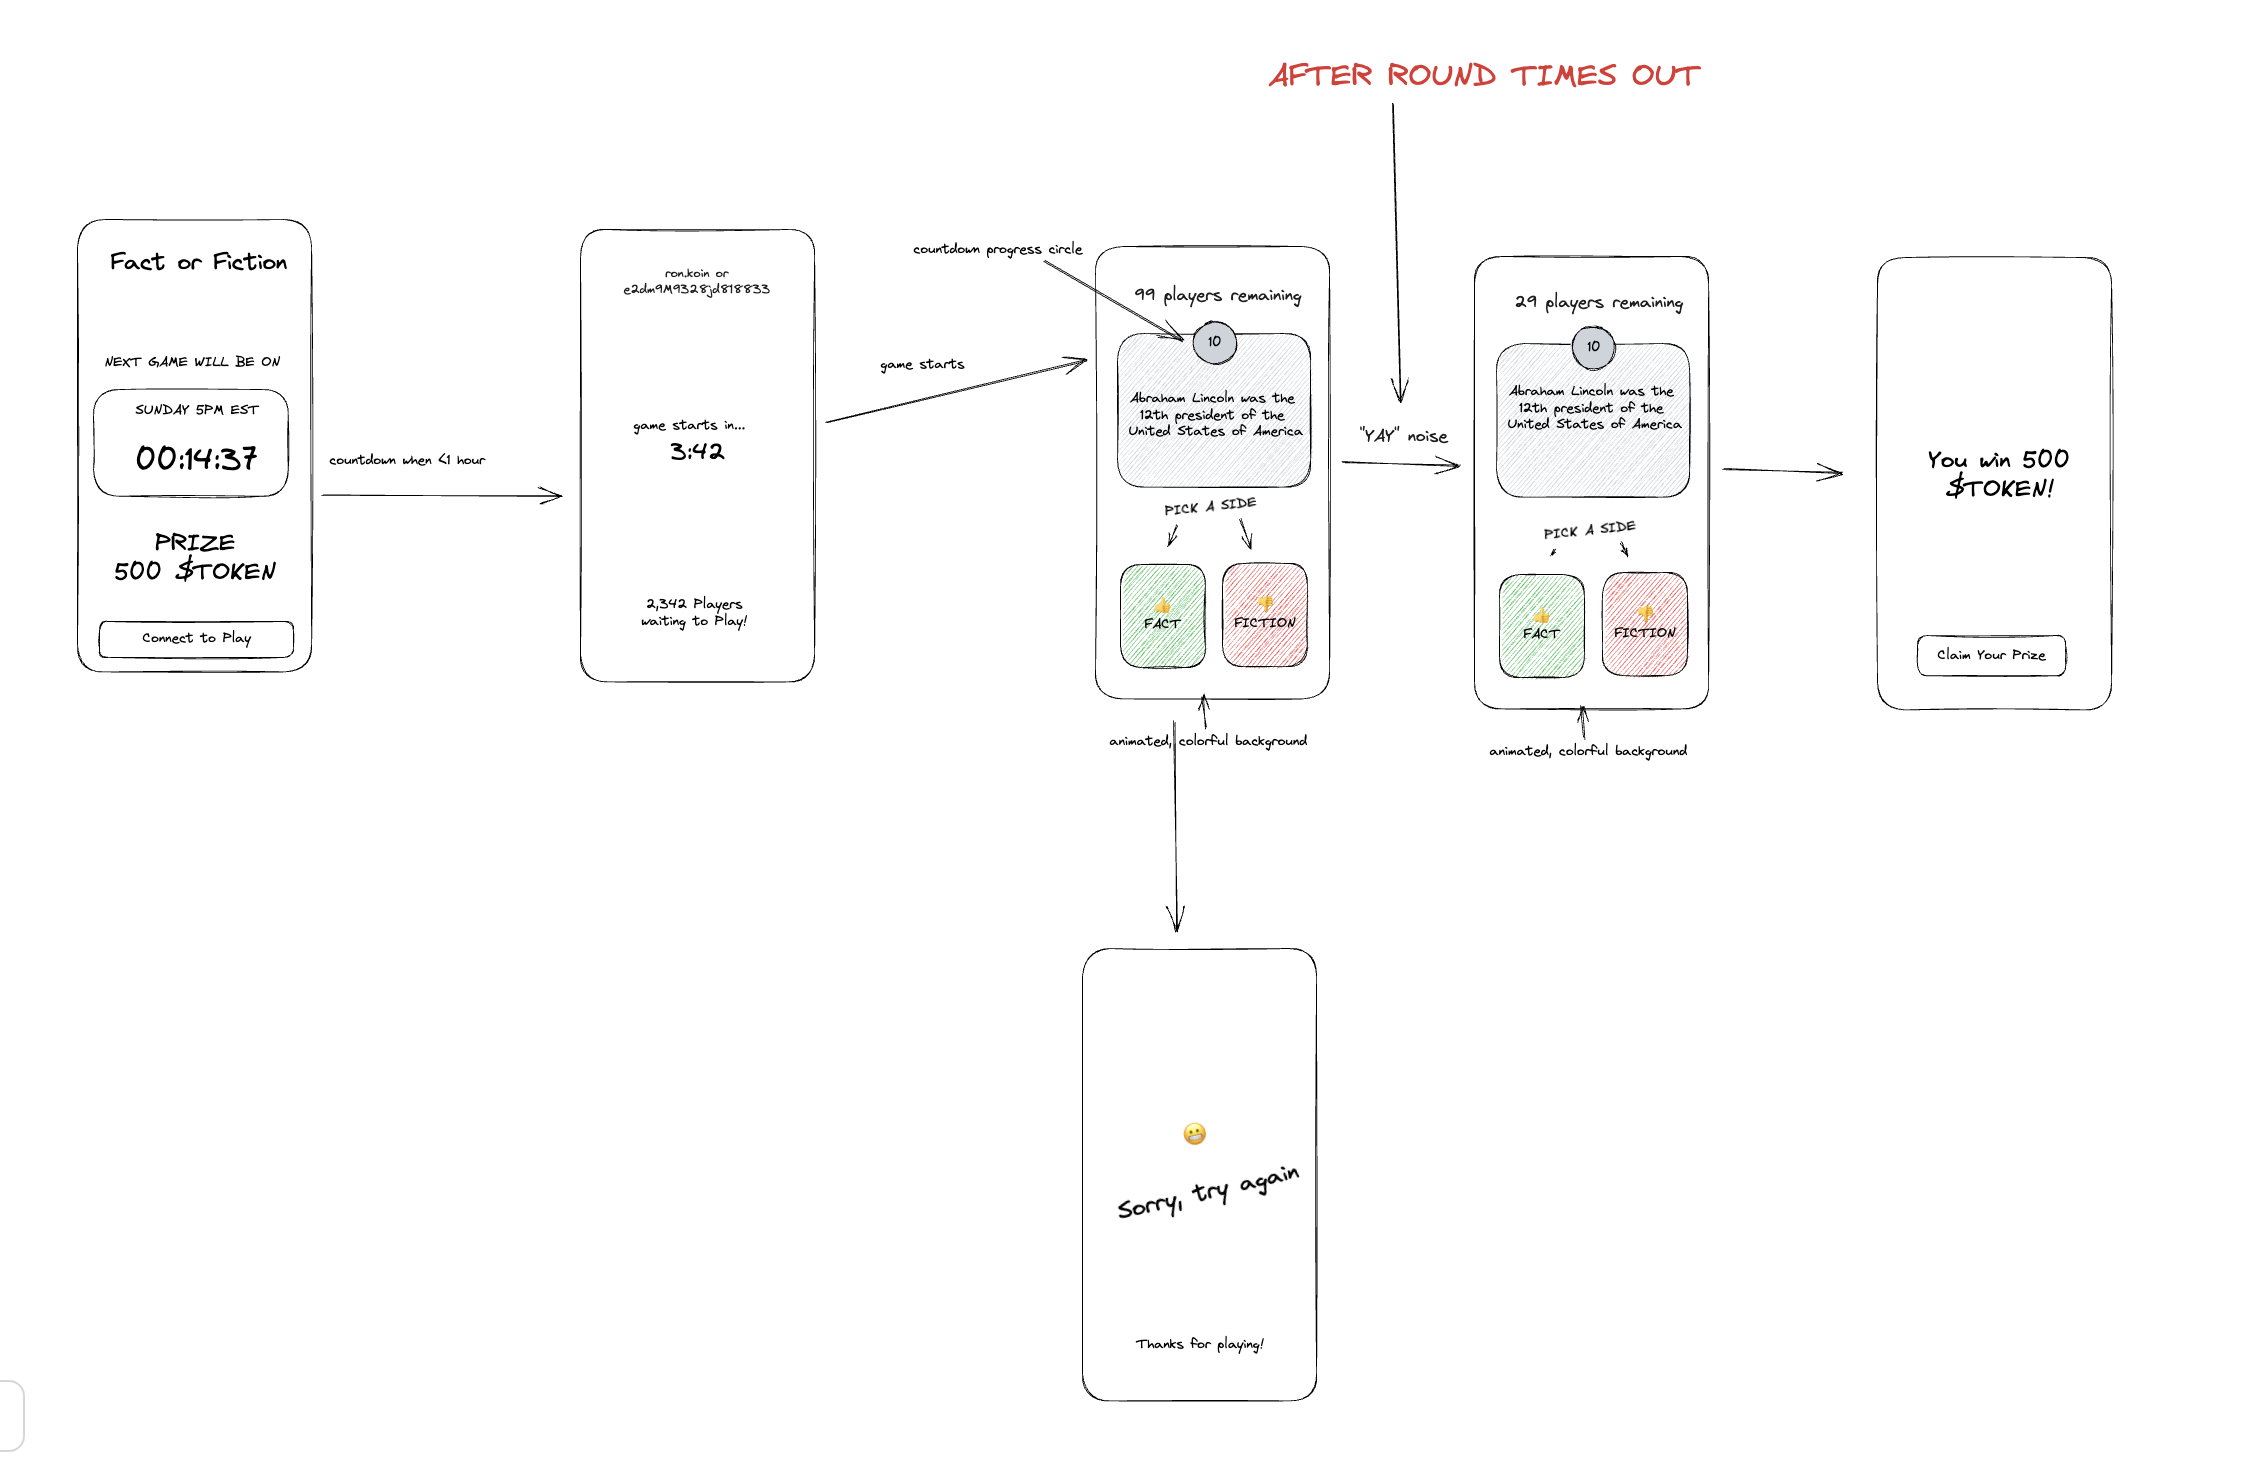 AFTER ROUND TIMES OUT
Fact or Fiction
NEXT GAME WILL BE ON
SUNDAY 5PM EST
00:14:37
PRIZE
500 $TOKEN
Connect to Play
countdown when <1 hour
ron.koin or
e2dm9M9328jd818833
game starts in...
3:42
2,342 Players
waiting to Play!
game starts
countdown progress circle
99 players remaining
10
Abraham Lincoln was the
12th president of the
United States of America
PICK A SIDE
👍
FACT
👎
FICTION
animated, colorful background
"YAY" noise
29 players remaining
10
Abraham Lincoln was the
12th president of the
United States of America
PICK A SIDE
👍
FACT
👎
FICTION
animated, colorful background
You win 500
$TOKEN!
Claim Your Prize
😬
Sorry, try again
Thanks for playing!